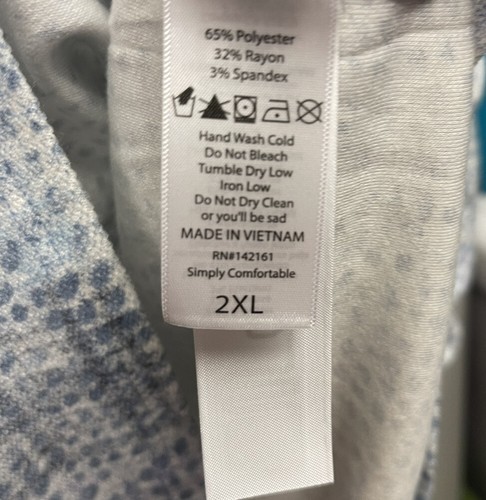 65% Polyester
32% Rayon
3% Spandex
Hand Wash Cold
Do Not Bleach
Tumble Dry Low
Iron Low
Do Not Dry Clean
or you'll be sad
MADE IN VIETNAM
RN#142161
Simply Comfortable
2XL